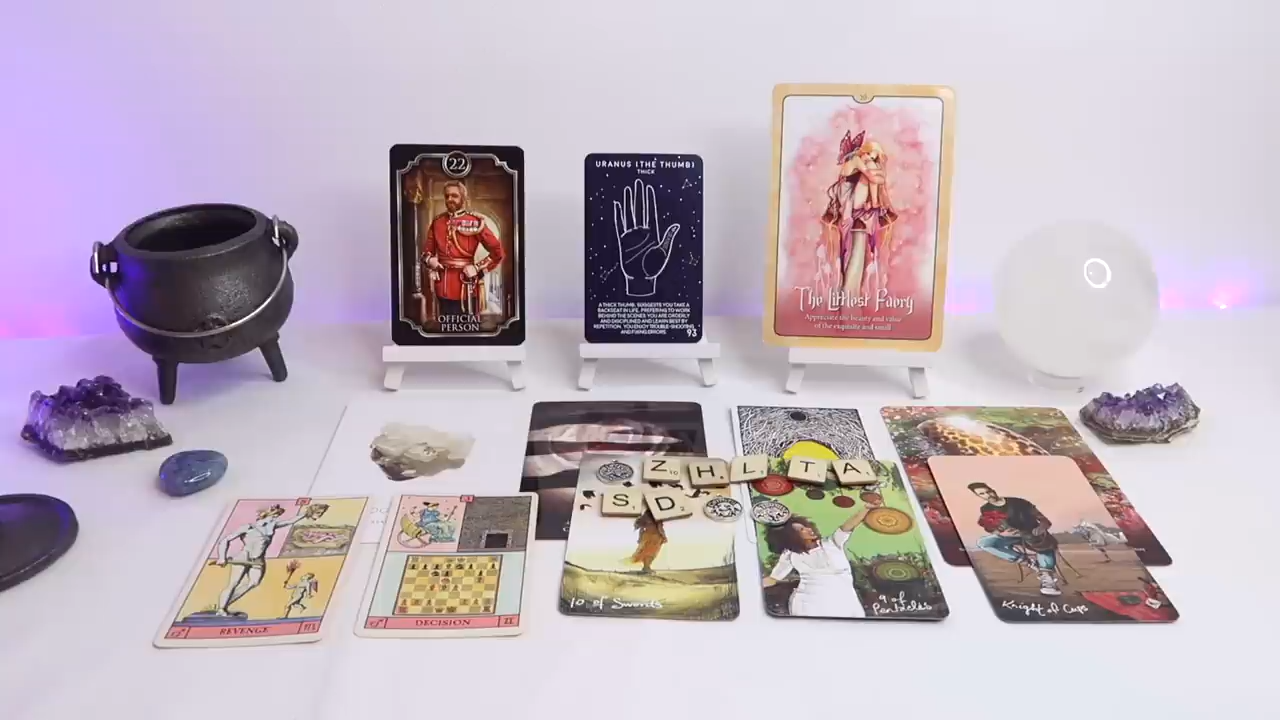 22
OFFICIAL
PERSON
URANUS (THE THUMB)
THICK
A THICK THUMB, SUGGESTS YOU TAKE A
BACKSEAT IN LIFE, PREFERING TO WORK
BEHIND THE SCENES YOU ARE ORDERLY
AND DISCIPLINED AND LEARN BEST BY
REPETITION. YOU ENJOY TROUBLE-SHOOTING
AND FIXING ERRORS
93
The Littlest Faery
Appreciate the beauty and value
of the exquisite and small
Z H L T A
S D
REVENGE
DECISION
10 of Swords
9 of
Pentacles
Knight of Cups